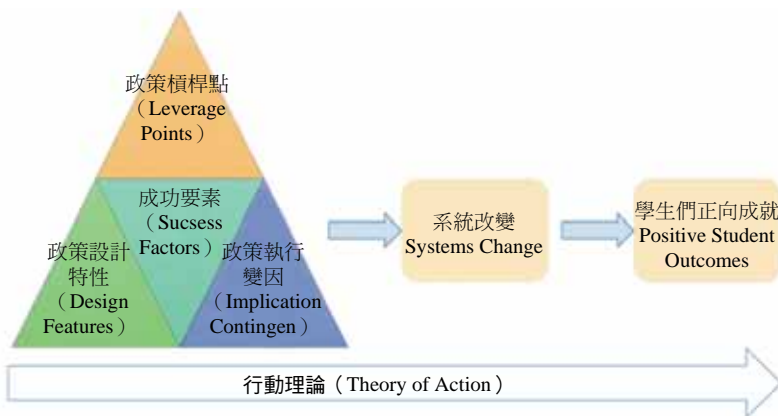 政策槓桿點
（Leverage
Points）
成功要素
（Sucsess
Factors）
政策設計
特性
（Design
Features）
政策執行
變因
（Implication
Contingen）
系統改變
Systems Change
學生們正向成就
Positive Student
Outcomes
行動理論（Theory of Action）